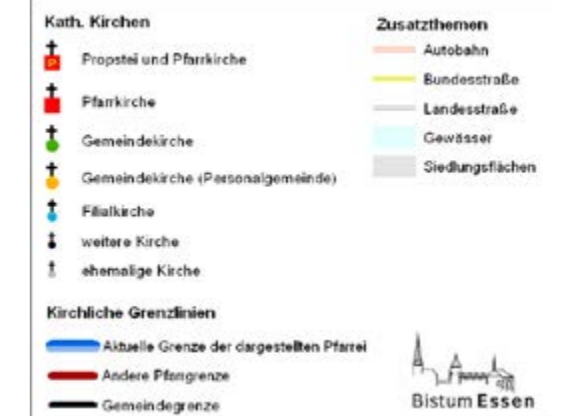 Kath. Kirchen
P Propstei und Pfarrkirche
Pfarrkirche
Gemeindekirche
Gemeindekirche (Personalgemeinde)
Filialkirche
weitere Kirche
ehemalige Kirche
Kirchliche Grenzlinien
Aktuelle Grenze der dargestellten Pfarrei
Andere Pfarrgrenze
Gemeindegrenze
Zusatzthemen
Autobahn
Bundesstraße
Landesstraße
Gewässer
Siedlungsflächen
Bistum Essen